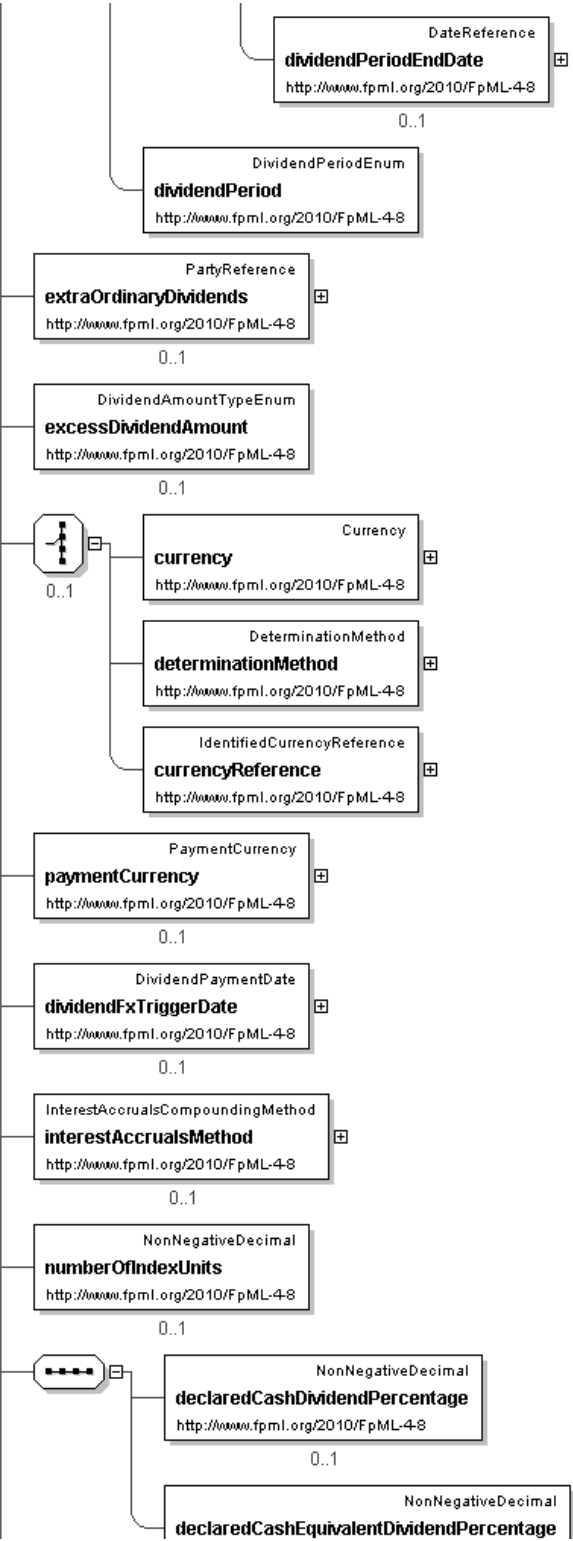 DateReference
dividendPeriodEndDate
http://www.fpml.org/2010/FpML-4-8
0..1
DividendPeriodEnum
dividendPeriod
http://www.fpml.org/2010/FpML-4-8
PartyReference
extraOrdinaryDividends
http://www.fpml.org/2010/FpML-4-8
0..1
DividendAmountTypeEnum
excessDividendAmount
http://www.fpml.org/2010/FpML-4-8
0..1
0..1
Currency
currency
http://www.fpml.org/2010/FpML-4-8
DeterminationMethod
determinationMethod
http://www.fpml.org/2010/FpML-4-8
IdentifiedCurrencyReference
currencyReference
http://www.fpml.org/2010/FpML-4-8
PaymentCurrency
paymentCurrency
http://www.fpml.org/2010/FpML-4-8
0..1
DividendPaymentDate
dividendFxTriggerDate
http://www.fpml.org/2010/FpML-4-8
0..1
InterestAccrualsCompoundingMethod
interestAccrualsMethod
http://www.fpml.org/2010/FpML-4-8
0..1
NonNegativeDecimal
numberOfIndexUnits
http://www.fpml.org/2010/FpML-4-8
0..1
NonNegativeDecimal
declaredCashDividendPercentage
http://www.fpml.org/2010/FpML-4-8
0..1
NonNegativeDecimal
declaredCashEquivalentDividendPercentage